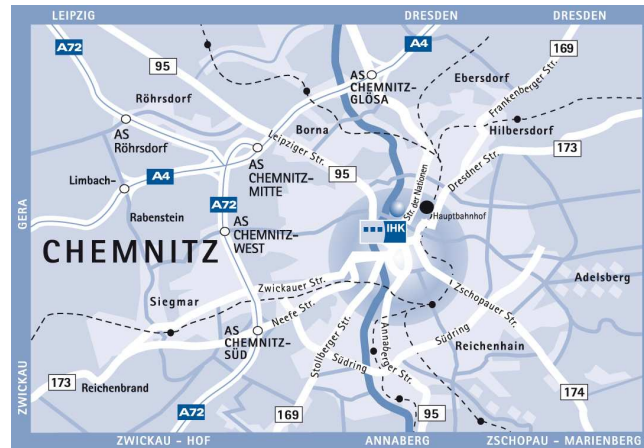 LEIPZIG
DRESDEN
DRESDEN
A72
A4
169
95
AS
CHEMNITZ-
GLÖSA
Ebersdorf
Frankenberger Str.
Röhrsdorf
Borna
Hilbersdorf
AS
Röhrsdorf
Leipziger Str.
173
Dresdner Str.
Limbach-
A4
AS
CHEMNITZ-
MITTE
95
Str. der Nationen
GERA
Rabenstein
A72
Hauptbahnhof
AS
CHEMNITZ-
WEST
IHK
CHEMNITZ
Adelsberg
Zwickauer Str.
Siegmar
Neefe Str.
Zschopauer Str.
AS
CHEMNITZ-
SÜD
Stollberger Str.
Südring
Annaberger Str.
Südring
Reichenhain
ZWICKAU
173
Reichenbrand
A72
169
95
174
ZWICKAU - HOF
ANNABERG
ZSCHOPAU - MARIENBERG